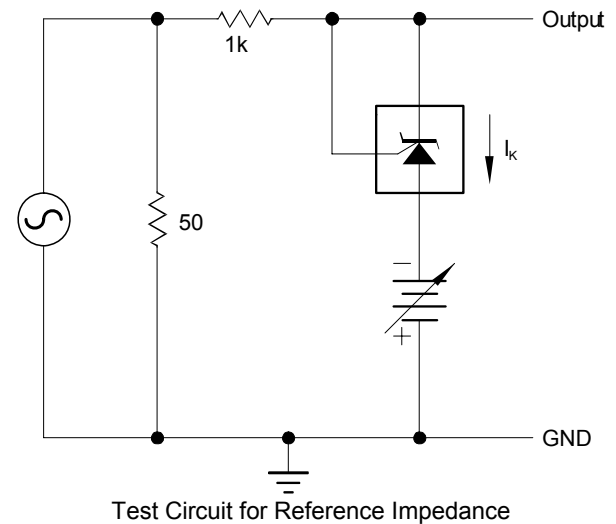 Output
1k
I_K
50
−
+
GND
Test Circuit for Reference Impedance